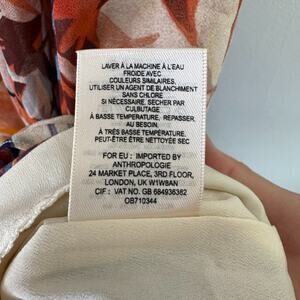 LAVER À LA MACHINE À L'EAU
FROIDE AVEC
COULEURS SIMILAIRES.
UTILISER UN AGENT DE BLANCHIMENT
SANS CHLORE
SI NÉCESSAIRE, SECHER PAR
CULBUTAGE
À BASSE TEMPÉRATURE, REPASSER
AU BESOIN,
À TRÈS BASSE TEMPÉRATURE.
PEUT-ÊTRE ÊTRE NETTOYÉE SEC
FOR EU : IMPORTED BY
ANTHROPOLOGIE
24 MARKET PLACE, 3RD FLOOR,
LONDON, UK W1W8AN
CIF : VAT GB 684936382
OB710344